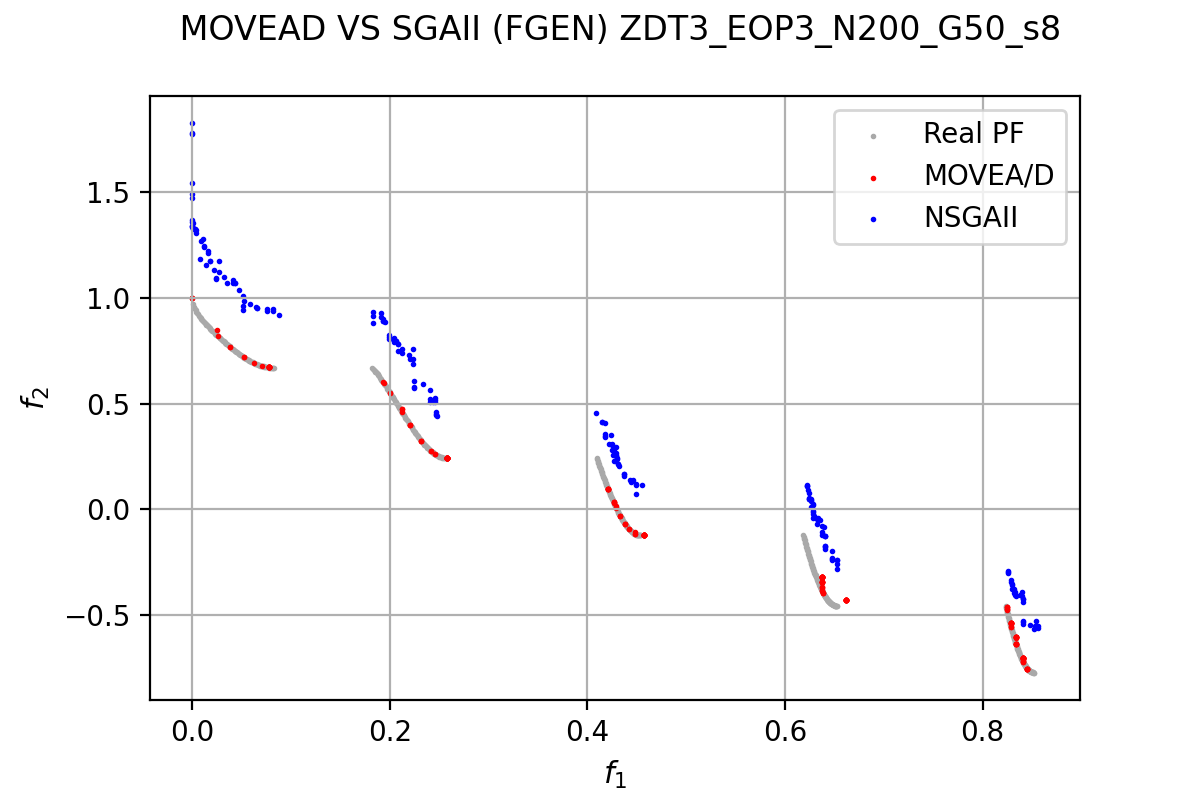 MOVEAD VS SGAII (FGEN) ZDT3_EOP3_N200_G50_s8
Real PF
MOVEA/D
NSGAII
1.5
1.0
0.5
0.0
−0.5
f2
0.0 0.2 0.4 0.6 0.8
f1